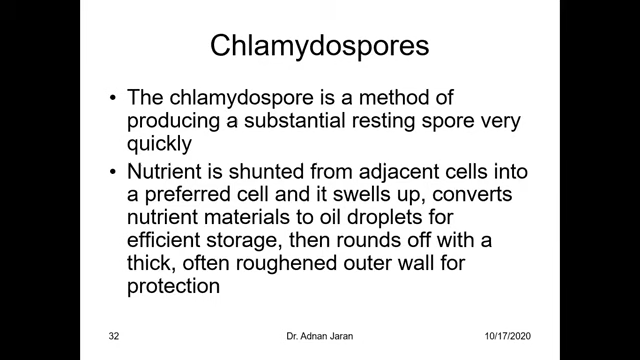 Chlamydospores
• The chlamydospore is a method of
producing a substantial resting spore very
quickly
• Nutrient is shunted from adjacent cells into
a preferred cell and it swells up, converts
nutrient materials to oil droplets for
efficient storage, then rounds off with a
thick, often roughened outer wall for
protection
32 Dr. Adnan Jaran 10/17/2020